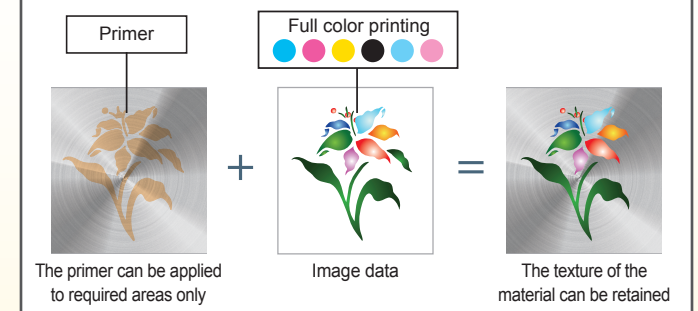 Primer
Full color printing
+
=
The primer can be applied
to required areas only
Image data
The texture of the
material can be retained